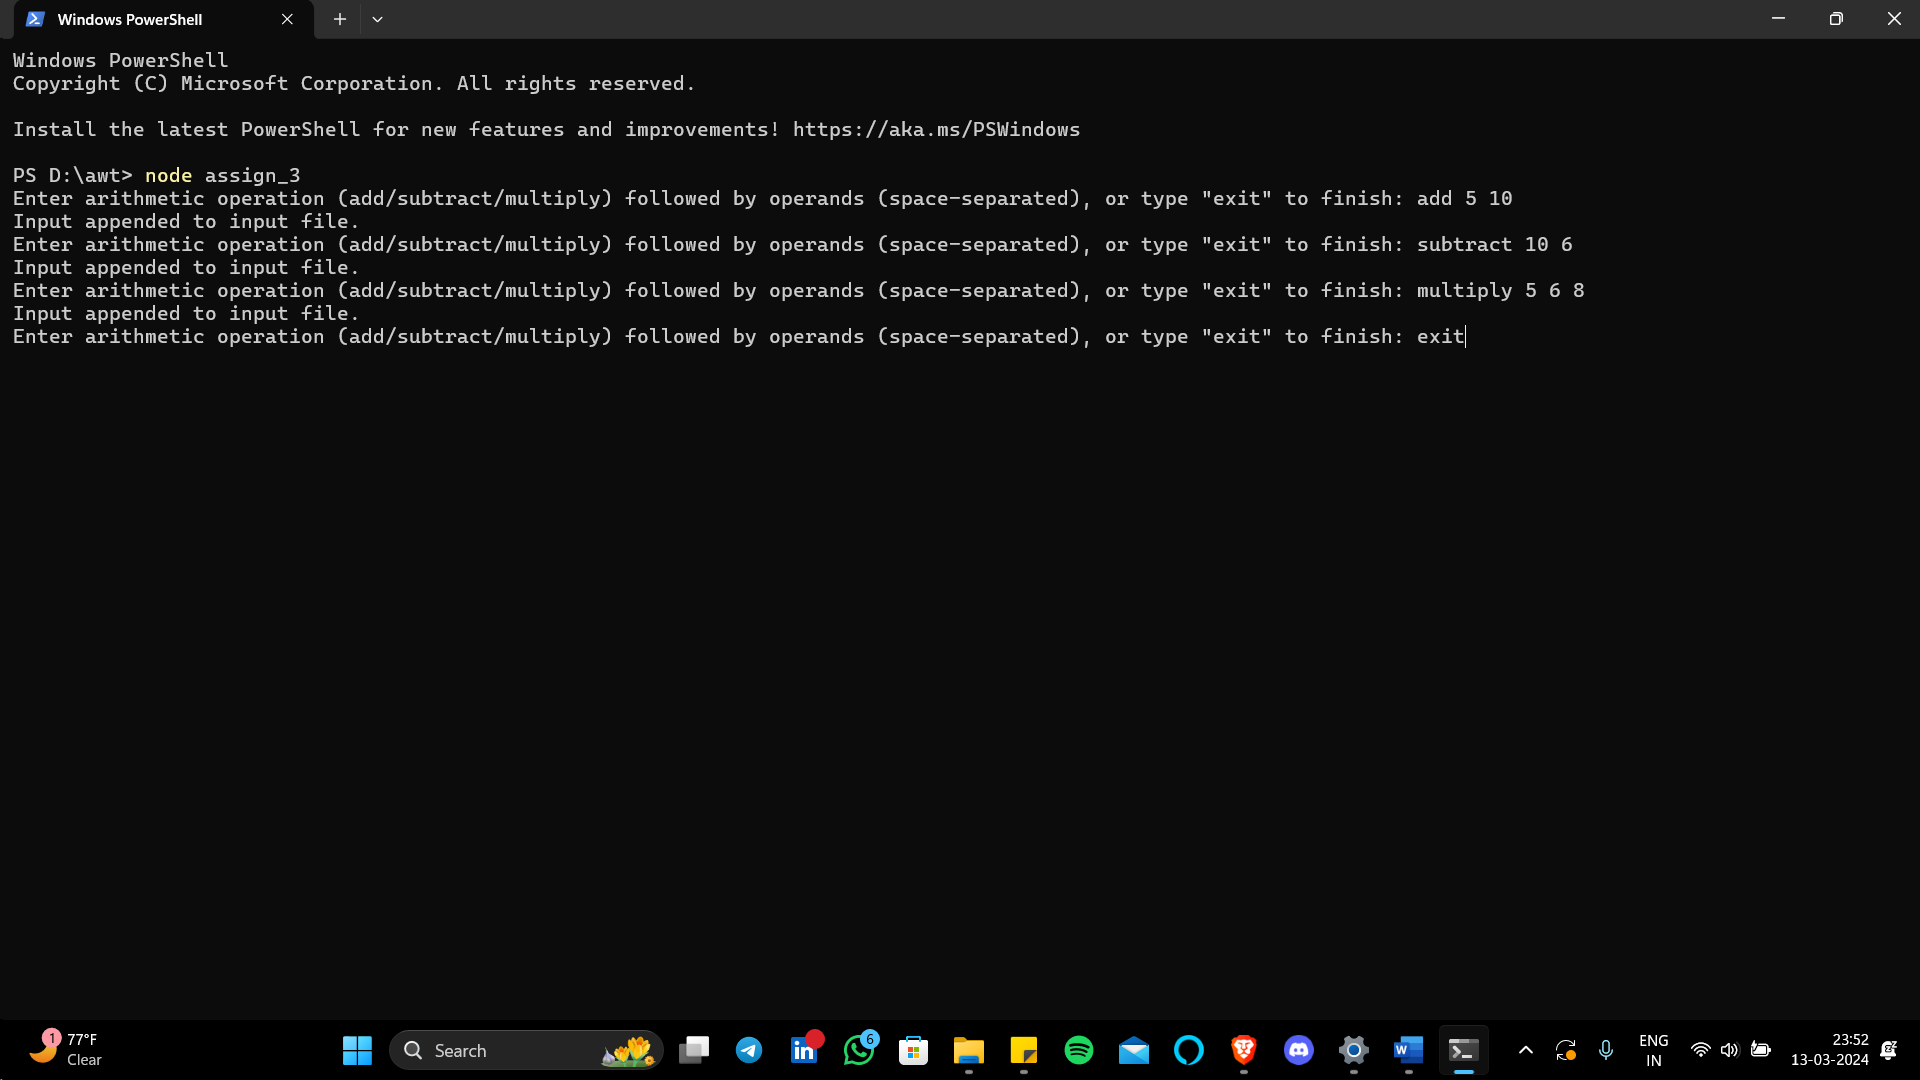 Windows PowerShell
Windows PowerShell
Copyright (C) Microsoft Corporation. All rights reserved.
Install the latest PowerShell for new features and improvements! https://aka.ms/PSWindows
PS D:\awt> node assign_3
Enter arithmetic operation (add/subtract/multiply) followed by operands (space-separated), or type "exit" to finish: add 5 10
Input appended to input file.
Enter arithmetic operation (add/subtract/multiply) followed by operands (space-separated), or type "exit" to finish: subtract 10 6
Input appended to input file.
Enter arithmetic operation (add/subtract/multiply) followed by operands (space-separated), or type "exit" to finish: multiply 5 6 8
Input appended to input file.
Enter arithmetic operation (add/subtract/multiply) followed by operands (space-separated), or type "exit" to finish: exit
1
77°F
Clear
Search
in
6
W
ENG
IN
23:52
13-03-2024